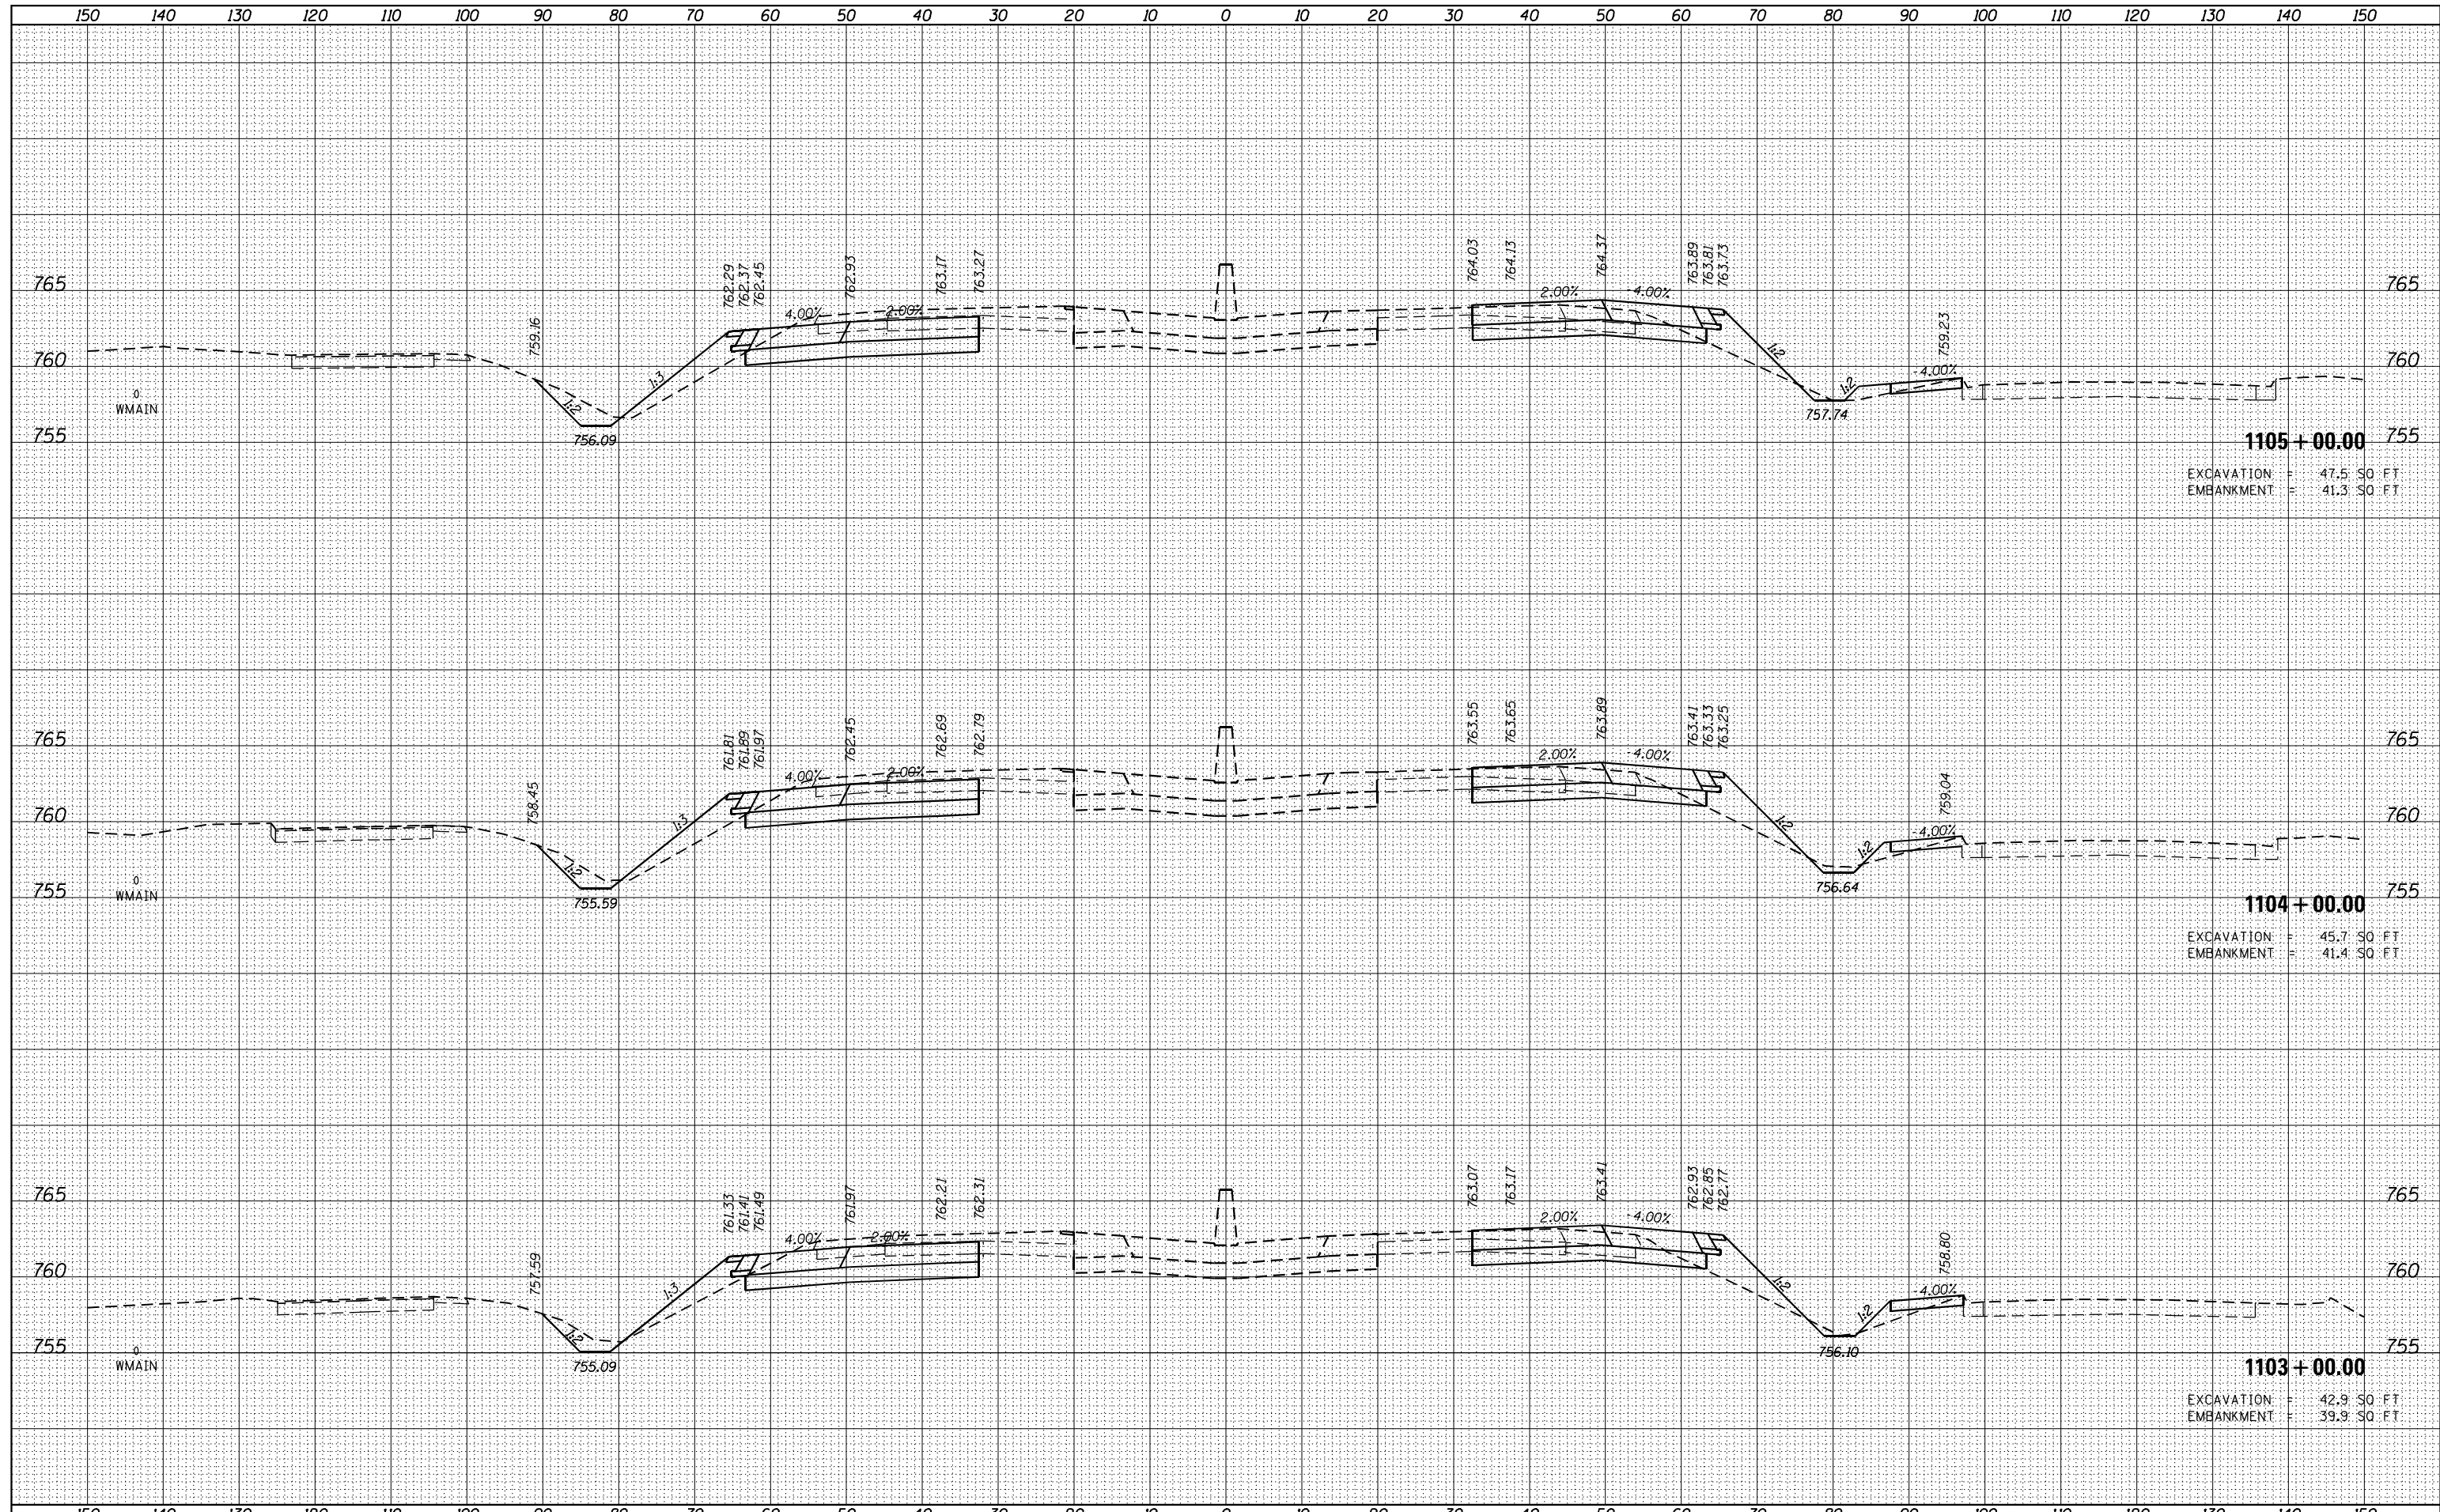 150 140 130 120 110 100 90 80 70 60 50 40 30 20 10 0 10 20 30 40 50 60 70 80 90 100 110 120 130 140 150
762.29 762.37 762.45 762.93 763.17 763.27 764.03 764.13 764.37 763.89 763.81 763.73
765 765
4.00% 2.00% 2.00% -4.00%
759.16 759.23
1:3 1:2
760 760
1:2 1:2 -4.00%
0
WMAIN
757.74
755 756.09 755
1105+00.00
EXCAVATION = 47.5 SQ FT
EMBANKMENT = 41.3 SQ FT
761.81 761.89 761.97 762.45 762.69 762.79 763.55 763.65 763.89 763.41 763.33 763.25
765 765
4.00% 2.00% 2.00% -4.00%
758.45 759.04
760 760
1:3 1:2
1:2 1:2 -4.00%
0
WMAIN
756.64
755 755.59 755
1104+00.00
EXCAVATION = 45.7 SQ FT
EMBANKMENT = 41.4 SQ FT
761.33 761.41 761.49 761.97 762.21 762.31 763.07 763.17 763.41 762.93 762.85 762.77
765 765
4.00% 2.00% 2.00% -4.00%
757.59 758.80
760 760
1:3 1:2
1:2 1:2 -4.00%
0
WMAIN
755 755
755.09 756.10
1103+00.00
EXCAVATION = 42.9 SQ FT
EMBANKMENT = 39.9 SQ FT
150 140 130 120 110 100 90 80 70 60 50 40 30 20 10 0 10 20 30 40 50 60 70 80 90 100 110 120 130 140 150